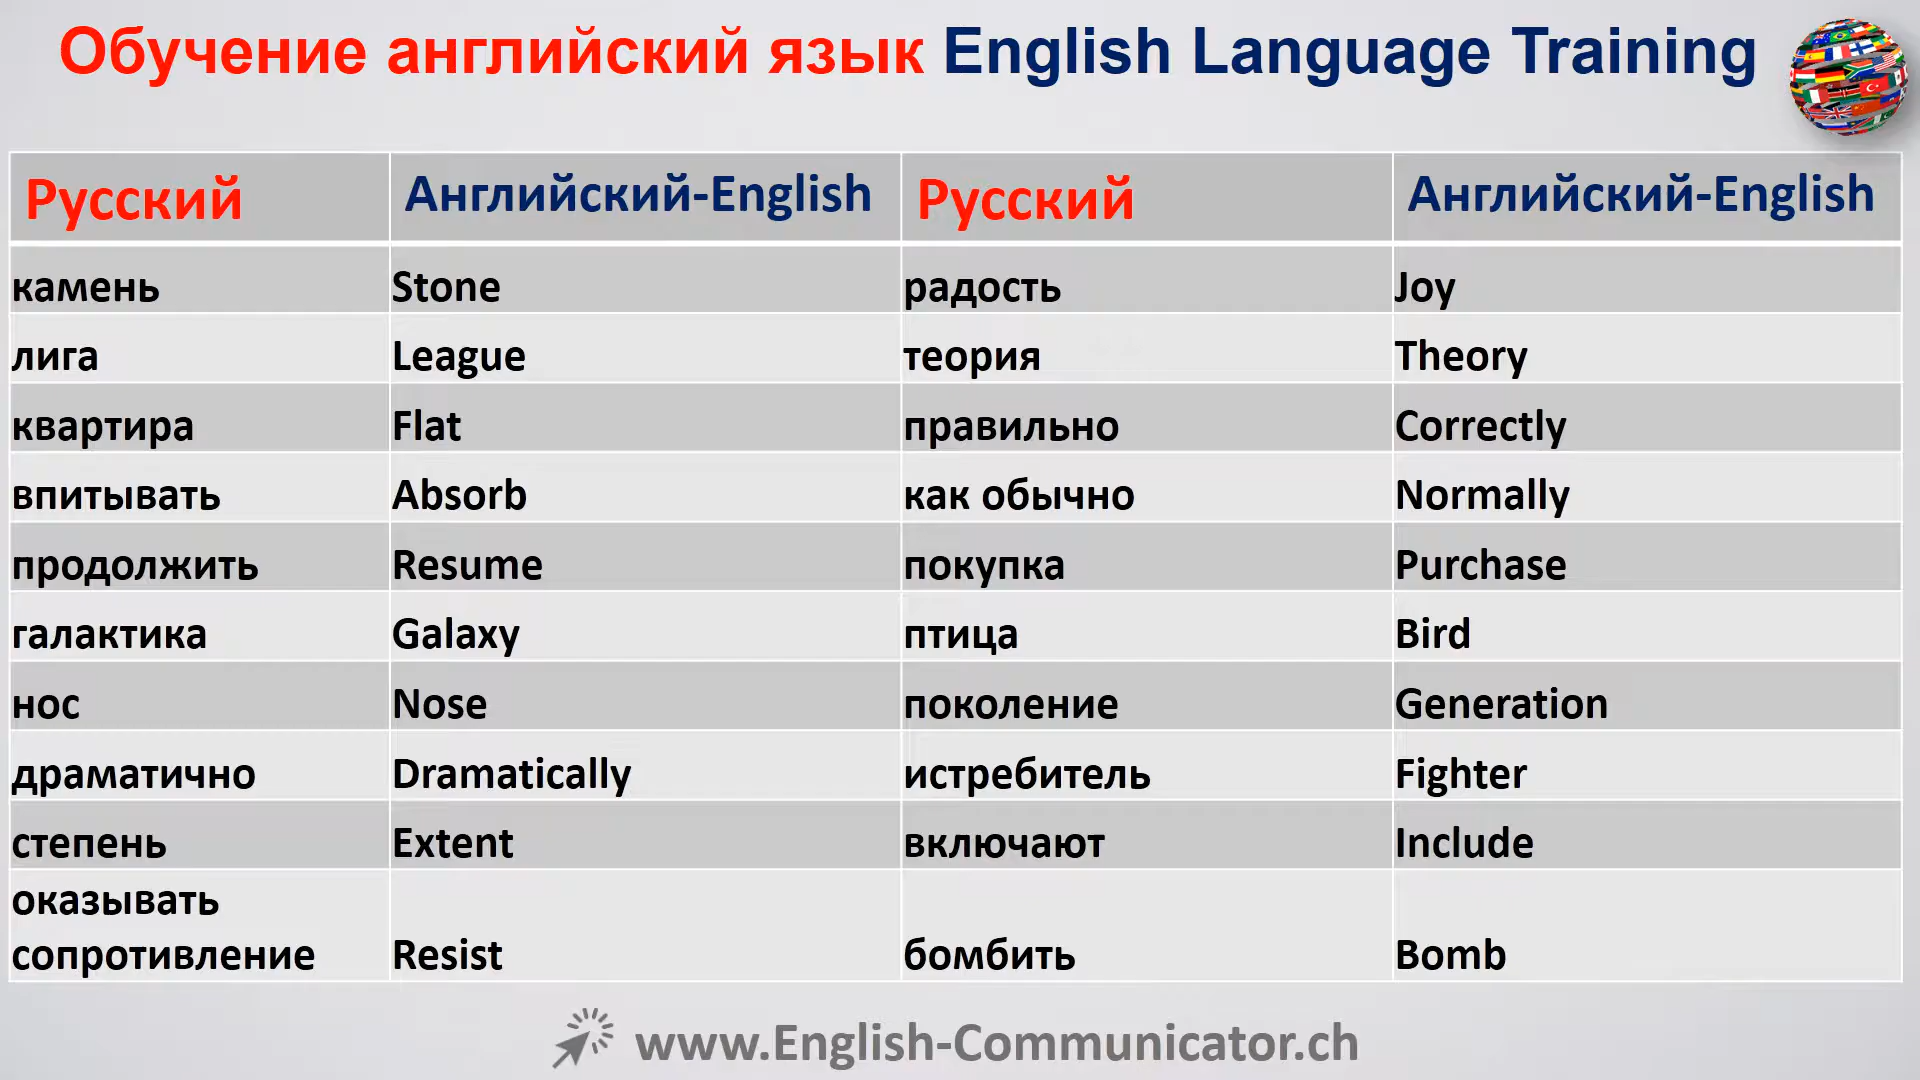 Обучение английский язык English Language Training
Русский Английский-English Русский Английский-English
камень Stone радость Joy
лига League теория Theory
квартира Flat правильно Correctly
впитывать Absorb как обычно Normally
продолжить Resume покупка Purchase
галактика Galaxy птица Bird
нос Nose поколение Generation
драматично Dramatically истребитель Fighter
степень Extent включают Include
оказывать
сопротивление Resist бомбить Bomb
www.English-Communicator.ch